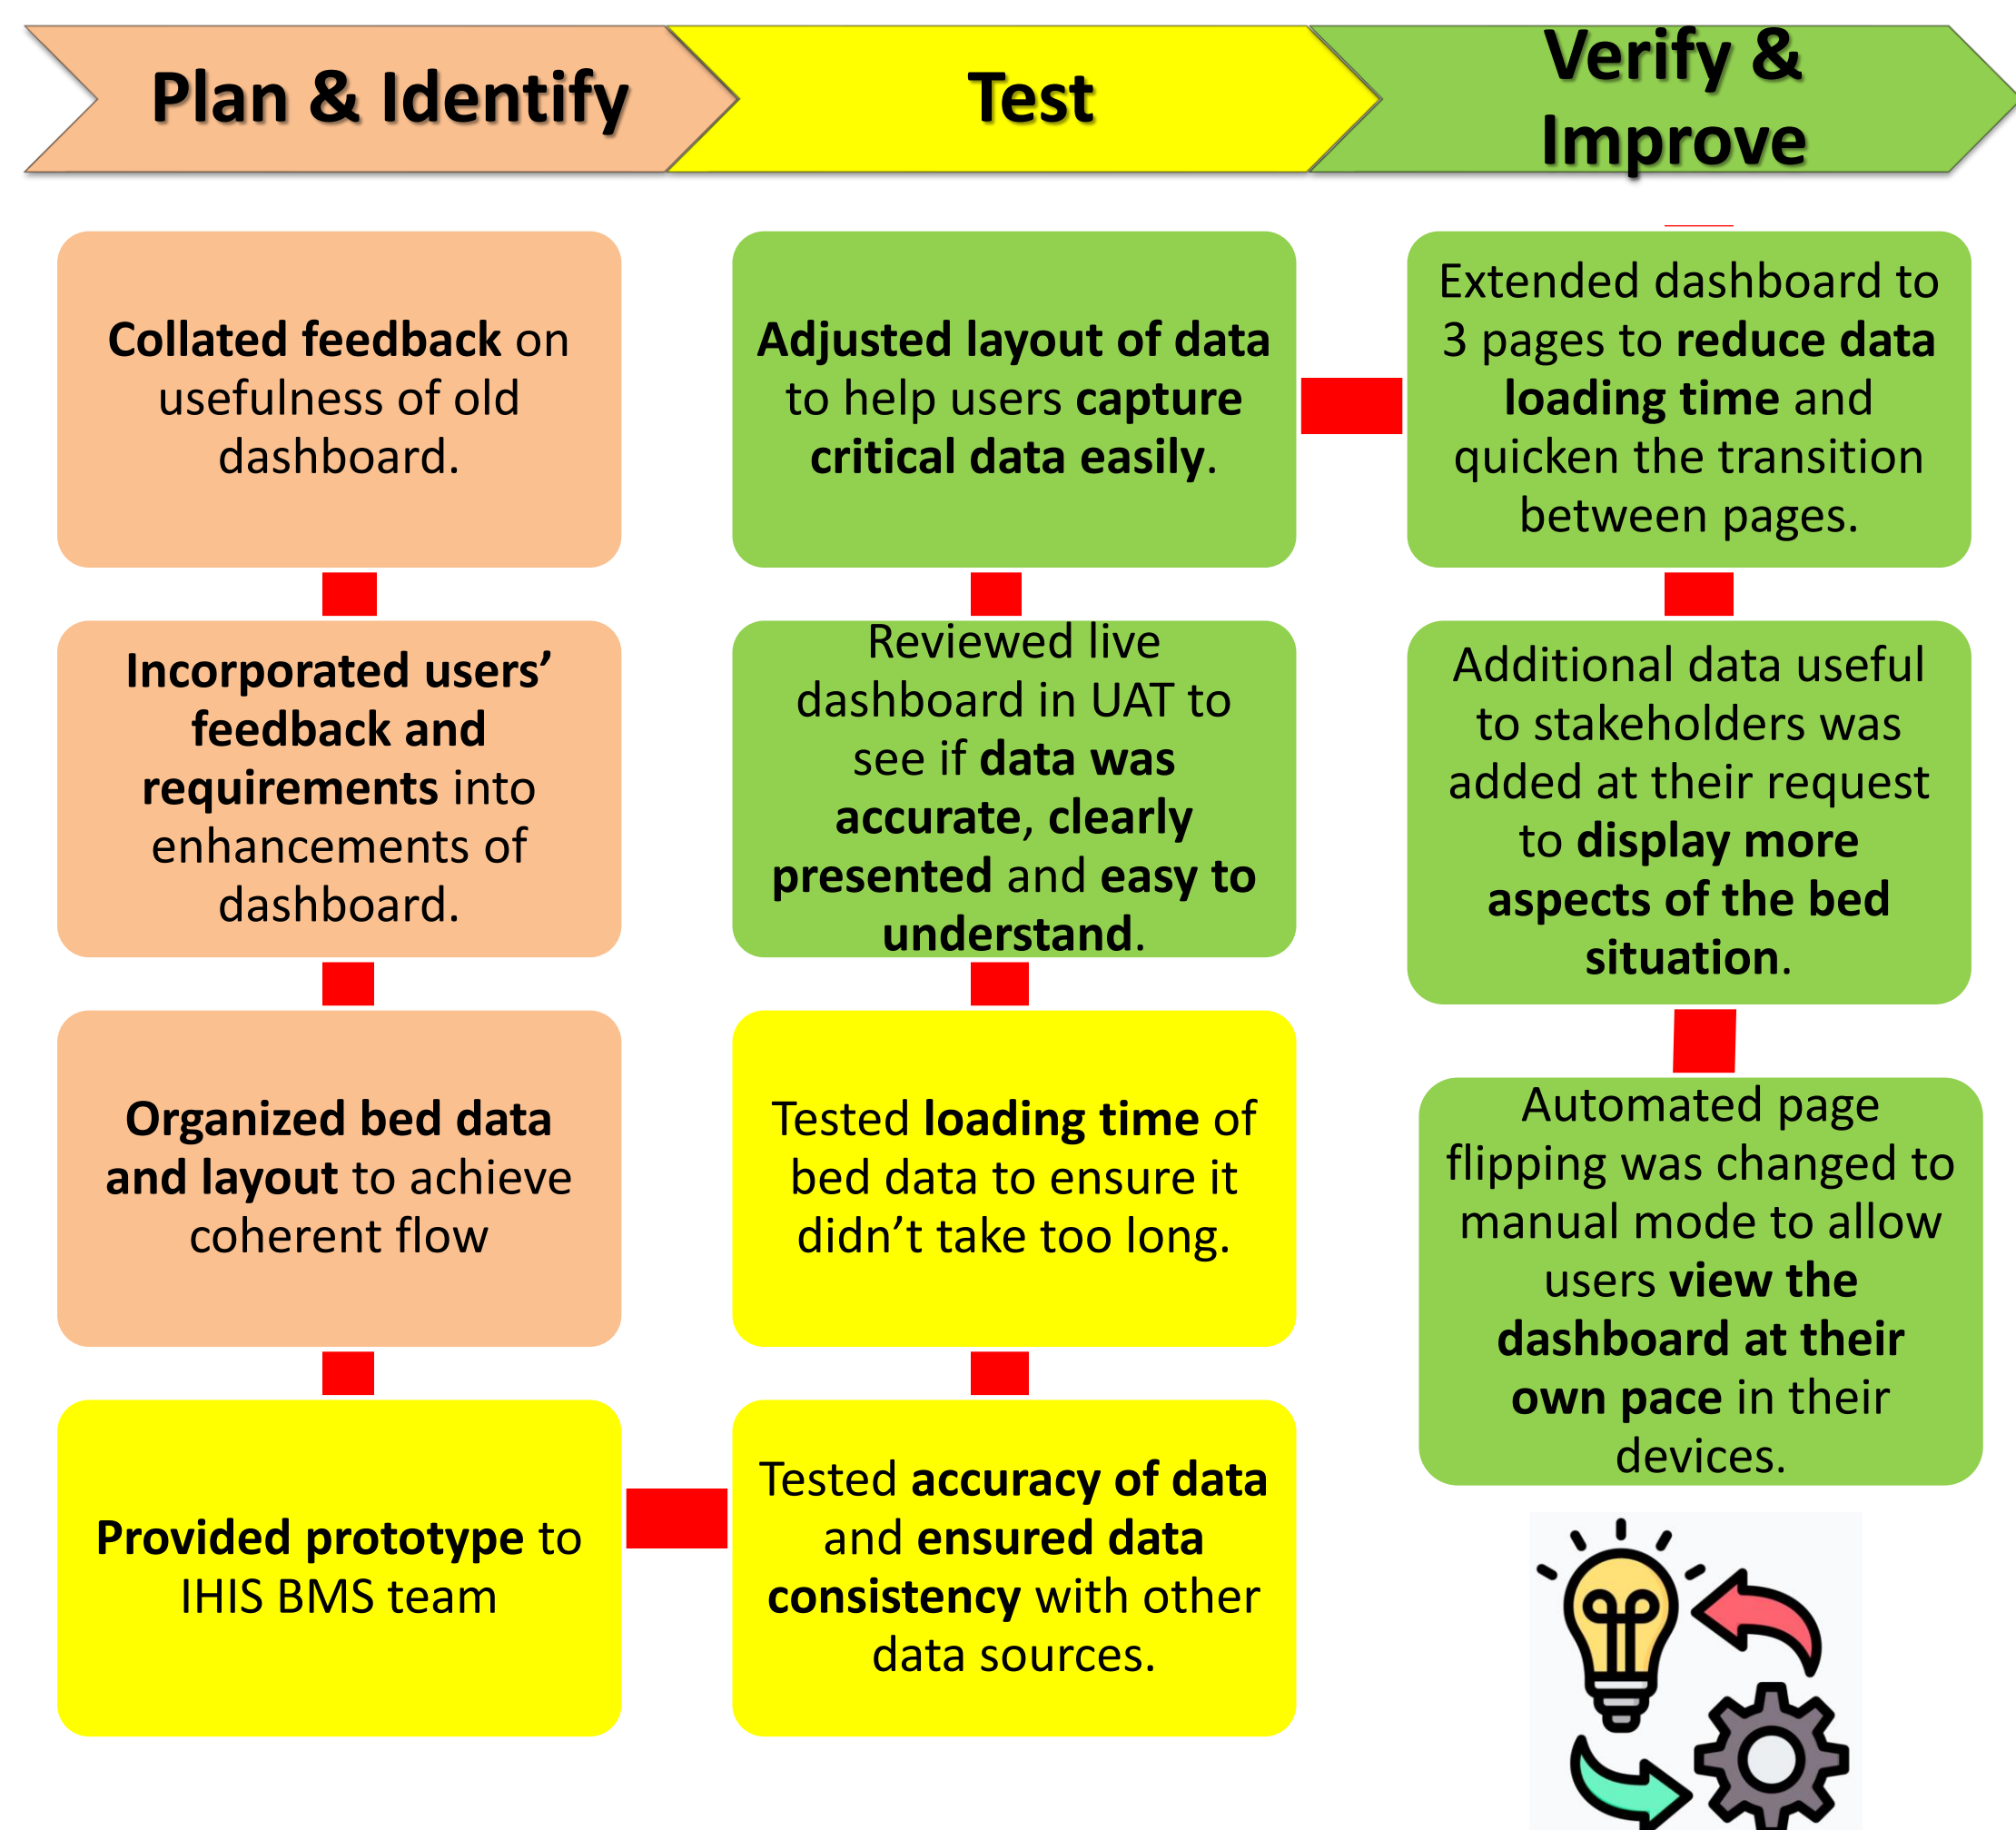 Plan & Identify
Test
Verify &
Improve
Collated feedback on
usefulness of old
dashboard.
Incorporated users’
feedback and
requirements into
enhancements of
dashboard.
Organized bed data
and layout to achieve
coherent flow
Provided prototype to
IHIS BMS team
Adjusted layout of data
to help users capture
critical data easily.
Reviewed live
dashboard in UAT to
see if data was
accurate, clearly
presented and easy to
understand.
Tested loading time of
bed data to ensure it
didn’t take too long.
Tested accuracy of data
and ensured data
consistency with other
data sources.
Extended dashboard to
3 pages to reduce data
loading time and
quicken the transition
between pages.
Additional data useful
to stakeholders was
added at their request
to display more
aspects of the bed
situation.
Automated page
flipping was changed to
manual mode to allow
users view the
dashboard at their
own pace in their
devices.